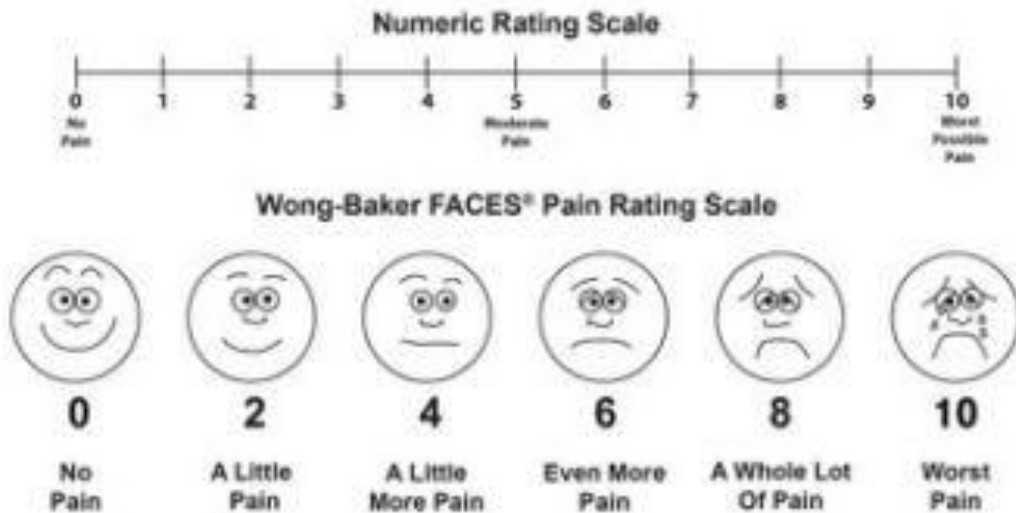 Numeric Rating Scale
0 1 2 3 4 5 6 7 8 9 10
No Moderate Worst
Pain Pain Possible
Pain
Wong-Baker FACES® Pain Rating Scale
0 2 4 6 8 10
No A Little A Little Even More A Whole Lot Worst
Pain Pain More Pain Pain Of Pain Pain